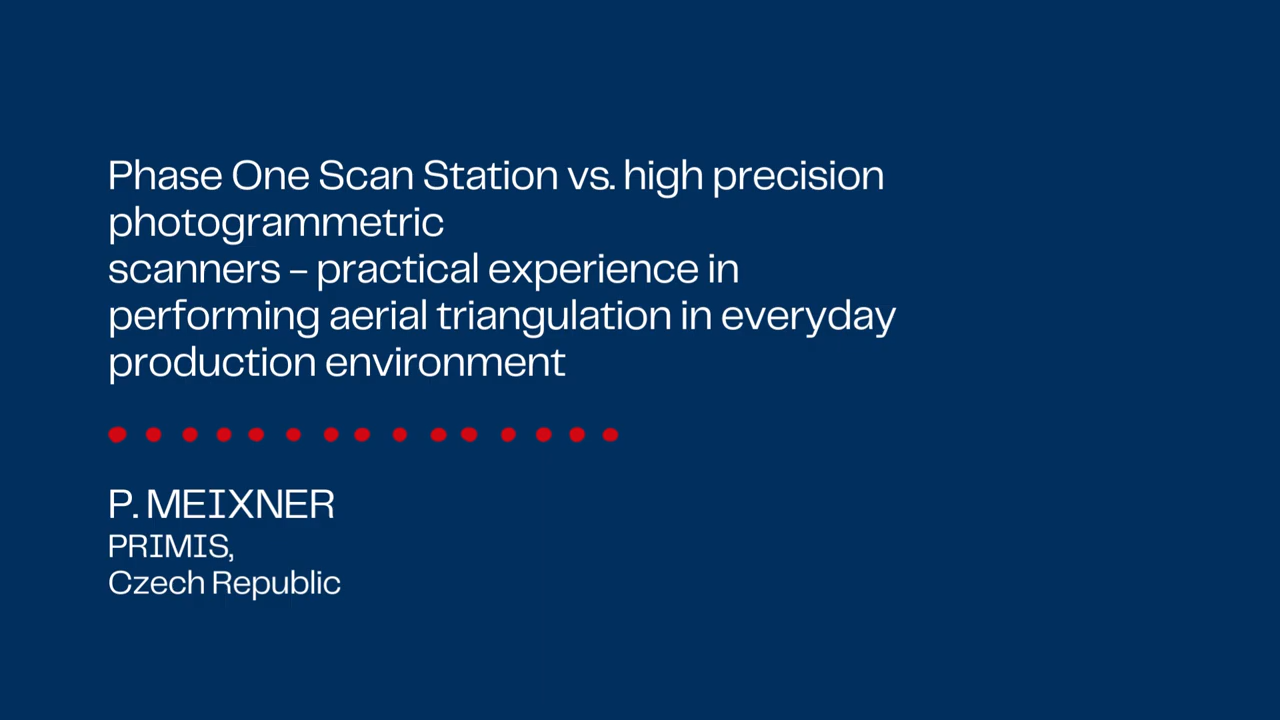 Phase One Scan Station vs. high precision
photogrammetric
scanners – practical experience in
performing aerial triangulation in everyday
production environment
P. MEIXNER
PRIMIS,
Czech Republic